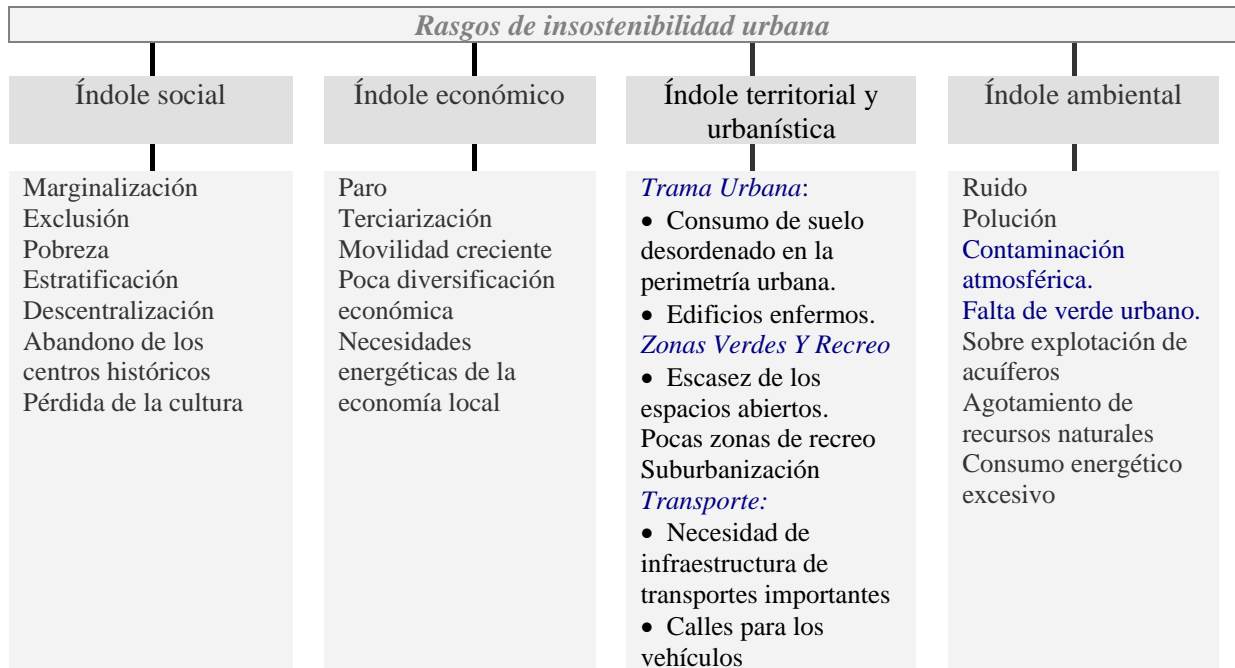 Rasgos de insostenibilidad urbana
Índole social
Marginalización
Exclusión
Pobreza
Estratificación
Descentralización
Abandono de los
centros históricos
Pérdida de la cultura
Índole económico
Paro
Terciarización
Movilidad creciente
Poca diversificación
económica
Necesidades
energéticas de la
economía local
Índole territorial y
urbanística
Trama Urbana:
• Consumo de suelo
desordenado en la
perimetría urbana.
• Edificios enfermos.
Zonas Verdes Y Recreo
• Escasez de los
espacios abiertos.
Pocas zonas de recreo
Suburbanización
Transporte:
• Necesidad de
infraestructura de
transportes importantes
• Calles para los
vehículos
Índole ambiental
Ruido
Polución
Contaminación
atmosférica.
Falta de verde urbano.
Sobre explotación de
acuíferos
Agotamiento de
recursos naturales
Consumo energético
excesivo